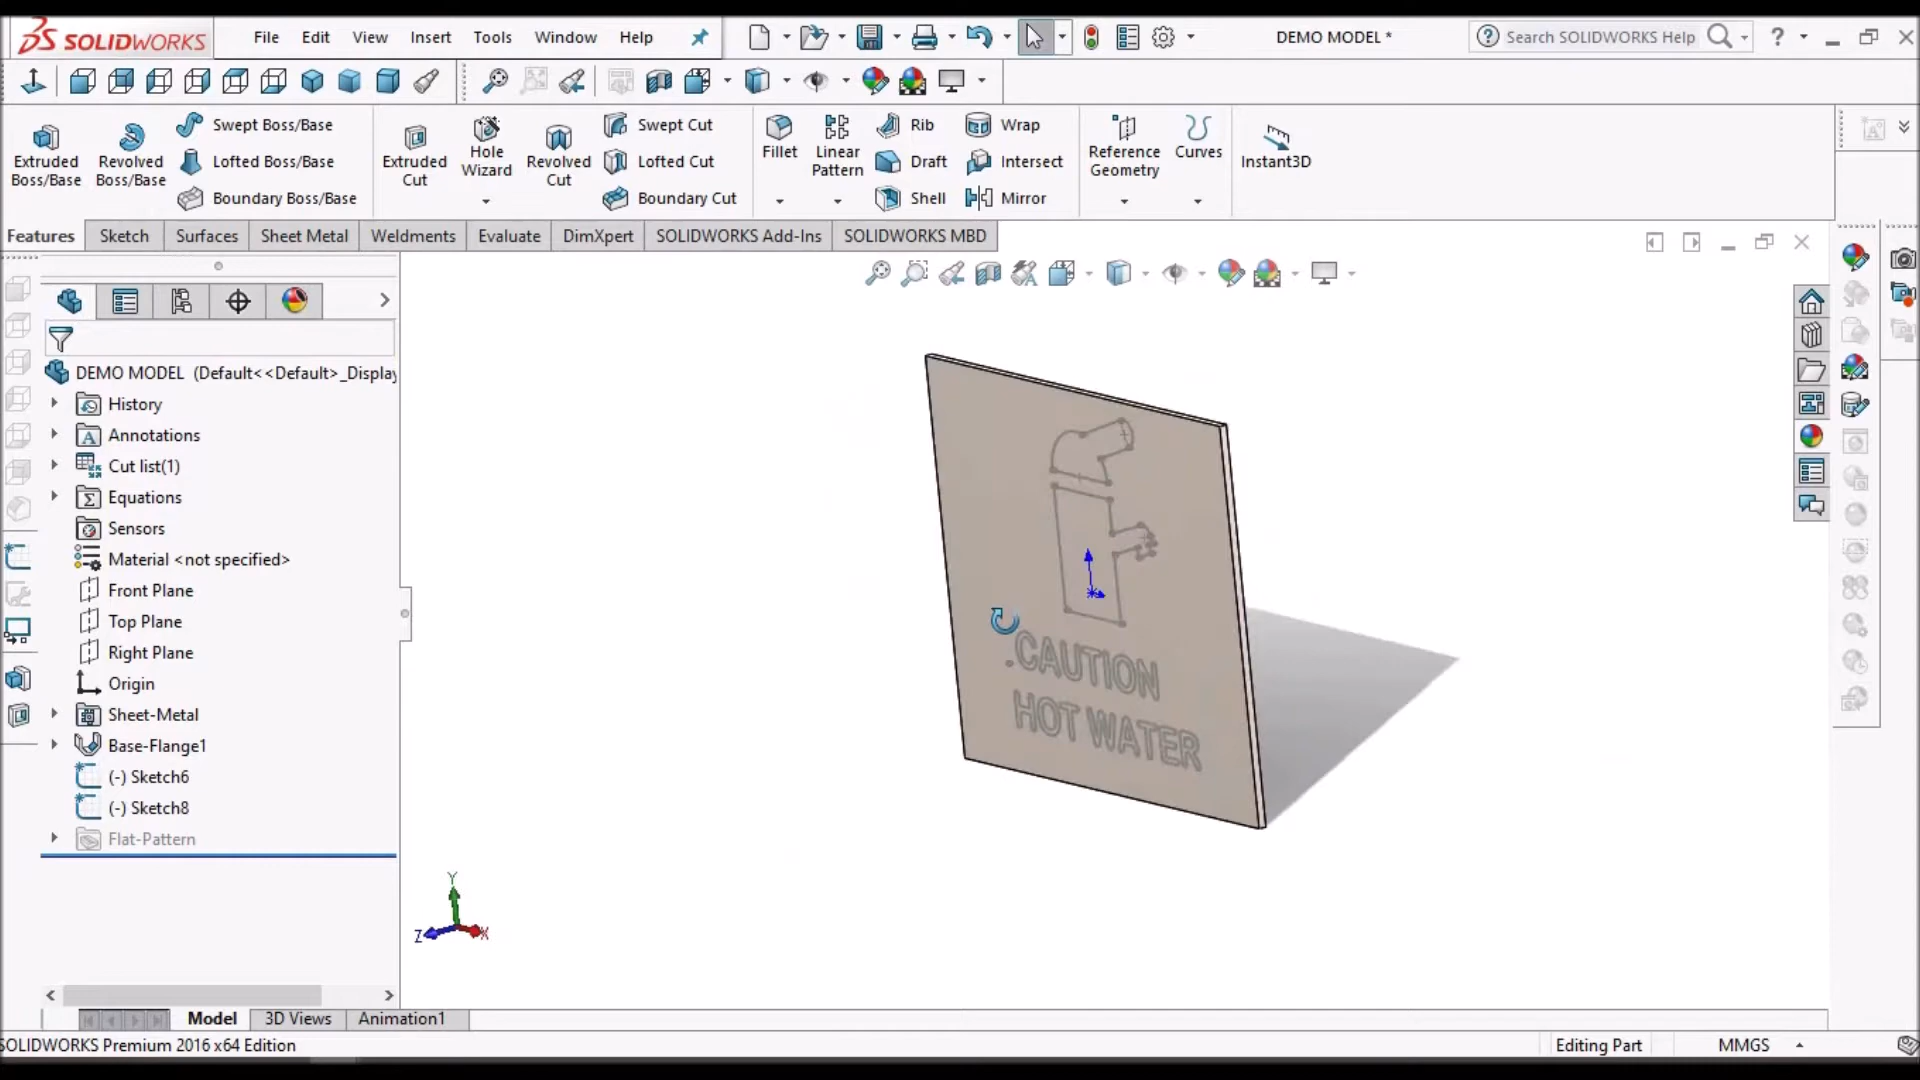 SOLIDWORKS
File Edit View Insert Tools Window Help
DEMO MODEL *
Search SOLIDWORKS Help
Extruded Boss/Base
Revolved Boss/Base
Swept Boss/Base
Lofted Boss/Base
Boundary Boss/Base
Extruded Cut
Hole Wizard
Revolved Cut
Swept Cut
Lofted Cut
Boundary Cut
Fillet
Linear Pattern
Rib
Draft
Shell
Wrap
Intersect
Mirror
Reference Geometry
Curves
Instant3D
Features Sketch Surfaces Sheet Metal Weldments Evaluate DimXpert SOLIDWORKS Add-Ins SOLIDWORKS MBD
DEMO MODEL (Default<<Default>_Display
History
Annotations
Cut list(1)
Equations
Sensors
Material <not specified>
Front Plane
Top Plane
Right Plane
Origin
Sheet-Metal
Base-Flange1
(-) Sketch6
(-) Sketch8
Flat-Pattern
CAUTION
HOT WATER
Y
Z X
Model 3D Views Animation1
SOLIDWORKS Premium 2016 x64 Edition
Editing Part
MMGS